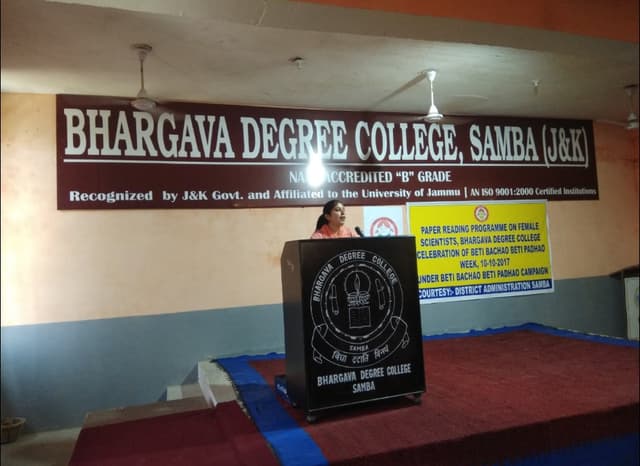 BHARGAVA DEGREE COLLEGE, SAMBA (J&K)
ACCREDITED “B” GRADE
Recognized by J&K Govt. and Affiliated to the University of Jammu | AN ISO 9001:2000 Certified Institutions
PAPER READING PROGRAMME ON FEMALE
SCIENTISTS, BHARGAVA DEGREE COLLEGE
CELEBRATION OF BETI BACHAO BETI PADHAO
WEEK, 10-10-2017
UNDER BETI BACHAO BETI PADHAO CAMPAIGN
COURTESY:- DISTRICT ADMINISTRATION SAMBA
BHARGAVA DEGREE COLLEGE
SAMBA
विद्या ददाति विनयं
BHARGAVA DEGREE COLLEGE
SAMBA